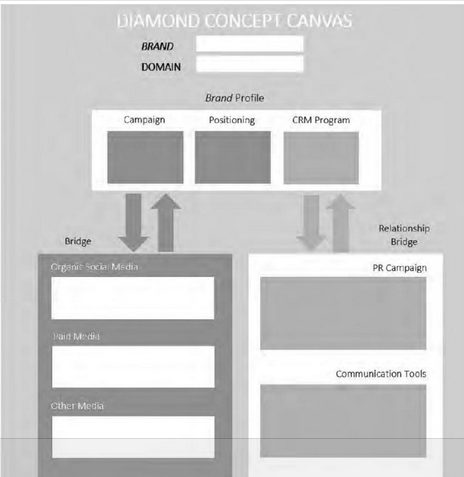 DIAMOND CONCEPT CANVAS
BRAND
DOMAIN
Brand Profile
Campaign Positioning CRM Program
Bridge
Relationship
Bridge
Organic Social Media
Paid Media
Other Media
PR Campaign
Communication Tools